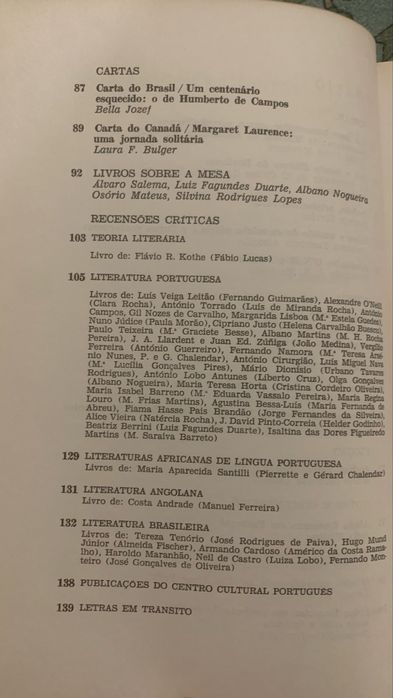 CARTAS
87 Carta do Brasil / Um centenário
esquecido: o de Humberto de Campos
Bella Jozef
89 Carta do Canadá / Margaret Laurence:
uma jornada solitária
Laura F. Bulger
92 LIVROS SOBRE A MESA
Álvaro Salema, Luiz Fagundes Duarte, Albano Nogueira
Osório Mateus, Silvina Rodrigues Lopes
RECENSÕES CRÍTICAS
103 TEORIA LITERÁRIA
Livro de: Flávio R. Kothe (Fábio Lucas)
105 LITERATURA PORTUGUESA
Livros de: Luís Veiga Leitão (Fernando Guimarães), Alexandre O'Neill
(Clara Rocha), António Torrado (Luís de Miranda Rocha), António
Campos, Gil Nozes de Carvalho, Margarida Lisboa (M.ª Estela Guedes),
Nuno Júdice (Paula Morão), Cipriano Justo (Helena Carvalhão Buescu),
Paulo Teixeira (M.ª Graciete Besse), Albano Martins (M. H. Rocha
Pereira), J. A. Llardent e Juan Ed. Zúñiga (João Medina), Vergílio
Ferreira (António Guerreiro), Fernando Namora (M.ª Teresa Arsé-
nio Nunes, P. e G. Chalendar), António Cirurgião, Luís Miguel Nava
(M.ª Lucília Gonçalves Pires), Mário Dionísio (Urbano Tavares
Rodrigues), António Lobo Antunes (Liberto Cruz), Olga Gonçalves
(Albano Nogueira), Maria Teresa Horta (Cristina Cordeiro Oliveira),
Maria Isabel Barreno (M.ª Eduarda Vassalo Pereira), Maria Regina
Louro (M. Frias Martins), Agustina Bessa-Luís (Maria Fernanda de
Abreu), Fiama Hasse Pais Brandão (Jorge Fernandes da Silveira),
Alice Vieira (Natércia Rocha), J. David Pinto-Correia (Helder Godinho),
Beatriz Berrini (Luiz Fagundes Duarte), Isaltina das Dores Figueiredo
Martins (M. Saraiva Barreto)
129 LITERATURAS AFRICANAS DE LÍNGUA PORTUGUESA
Livros de: Maria Aparecida Santilli (Pierrette e Gérard Chalendar)
131 LITERATURA ANGOLANA
Livro de: Costa Andrade (Manuel Ferreira)
132 LITERATURA BRASILEIRA
Livros de: Tereza Tenório (José Rodrigues de Paiva), Hugo Mund
Júnior (Almeida Fischer), Armando Cardoso (Américo da Costa Rama-
lho), Haroldo Maranhão, Neil de Castro (Luiza Lobo), Fernando Mon-
teiro (José Gonçalves de Oliveira)
138 PUBLICAÇÕES DO CENTRO CULTURAL PORTUGUÊS
139 LETRAS EM TRÂNSITO